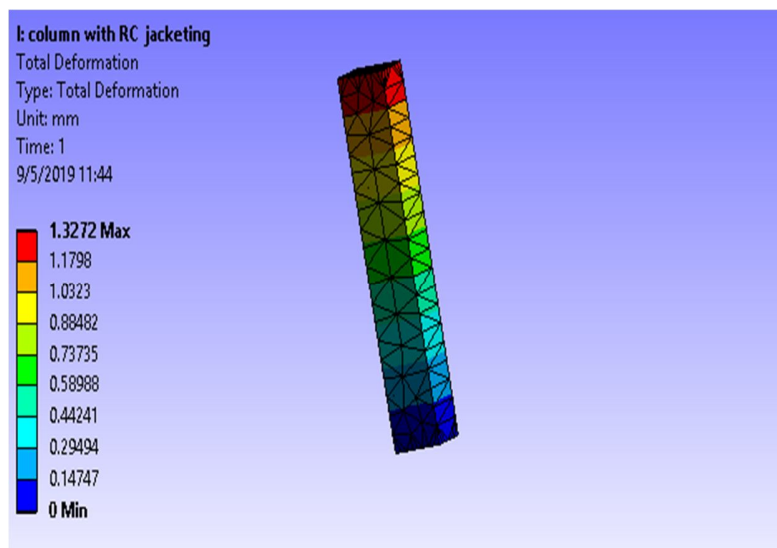 I: column with RC jacketing
Total Deformation
Type: Total Deformation
Unit: mm
Time: 1
9/5/2019 11:44
1.3272 Max
1.1798
1.0323
0.88482
0.73735
0.58988
0.44241
0.29494
0.14747
0 Min